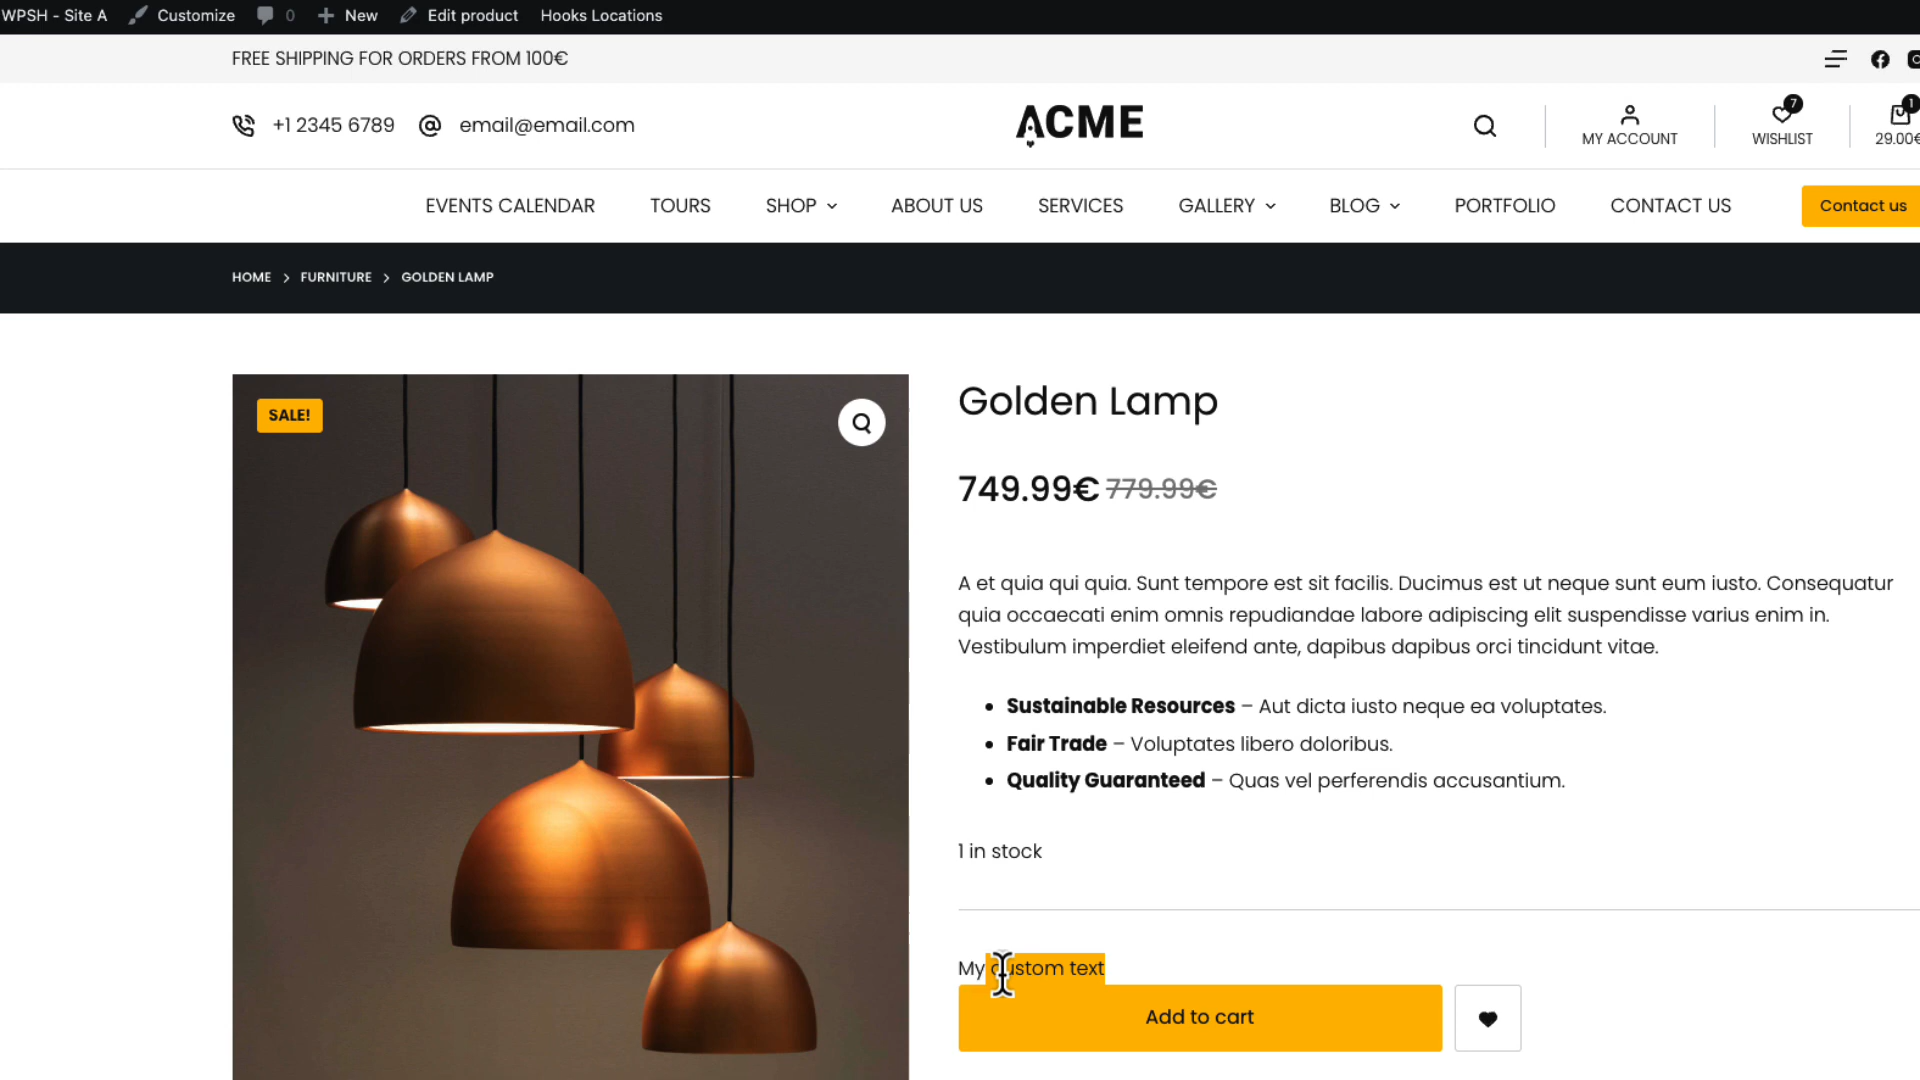 WPSH - Site A Customize 0 New Edit product Hooks Locations
FREE SHIPPING FOR ORDERS FROM 100€
+1 2345 6789 email@email.com
ACME
MY ACCOUNT
7
WISHLIST
1
29.00€
EVENTS CALENDAR TOURS SHOP ABOUT US SERVICES GALLERY BLOG PORTFOLIO CONTACT US Contact us
HOME > FURNITURE > GOLDEN LAMP
SALE!
Golden Lamp
749.99€ 779.99€
A et quia qui quia. Sunt tempore est sit facilis. Ducimus est ut neque sunt eum iusto. Consequatur
quia occaecati enim omnis repudiandae labore adipiscing elit suspendisse varius enim in.
Vestibulum imperdiet eleifend ante, dapibus dapibus orci tincidunt vitae.
• Sustainable Resources – Aut dicta iusto neque ea voluptates.
• Fair Trade – Voluptates libero doloribus.
• Quality Guaranteed – Quas vel perferendis accusantium.
1 in stock
My custom text
Add to cart